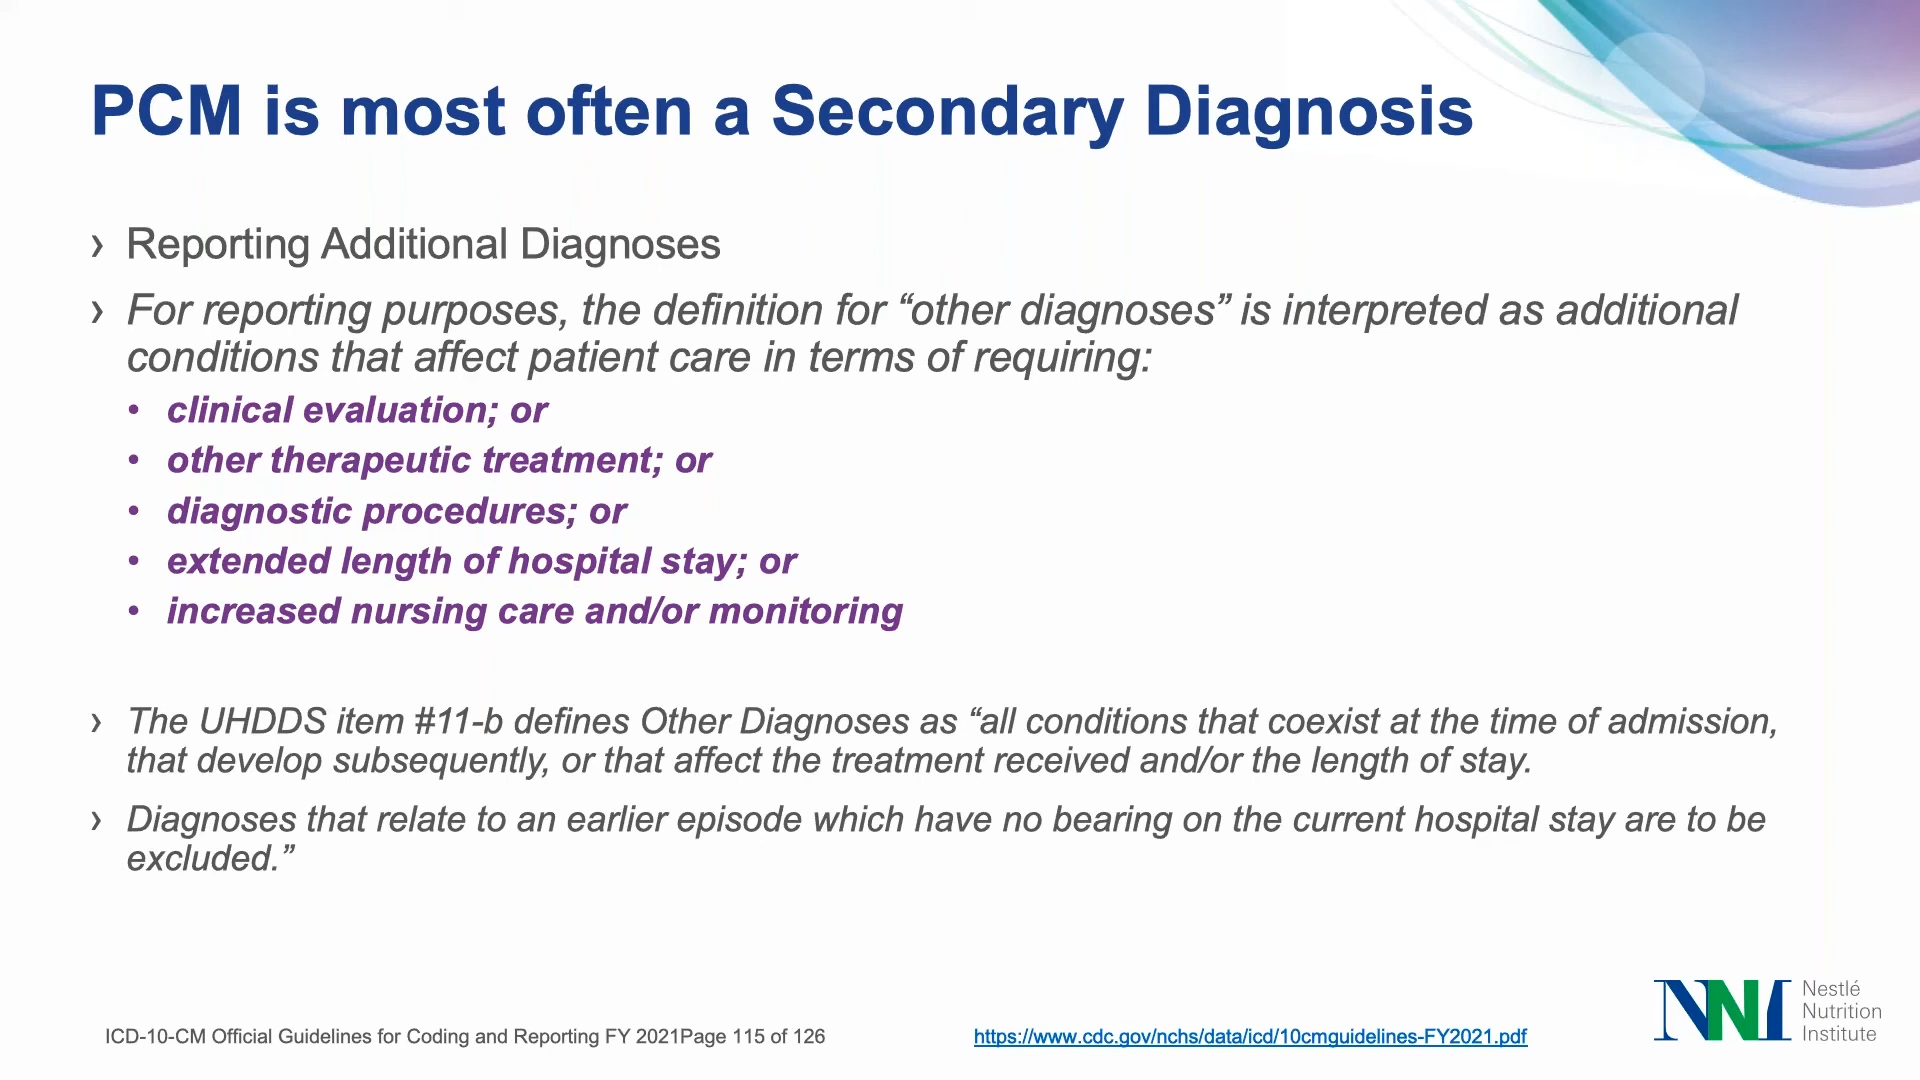 PCM is most often a Secondary Diagnosis
› Reporting Additional Diagnoses
› For reporting purposes, the definition for “other diagnoses” is interpreted as additional
conditions that affect patient care in terms of requiring:
• clinical evaluation; or
• other therapeutic treatment; or
• diagnostic procedures; or
• extended length of hospital stay; or
• increased nursing care and/or monitoring
› The UHDDS item #11-b defines Other Diagnoses as “all conditions that coexist at the time of admission,
that develop subsequently, or that affect the treatment received and/or the length of stay.
› Diagnoses that relate to an earlier episode which have no bearing on the current hospital stay are to be
excluded.”
ICD-10-CM Official Guidelines for Coding and Reporting FY 2021Page 115 of 126
https://www.cdc.gov/nchs/data/icd/10cmguidelines-FY2021.pdf
NNI
Nestlé
Nutrition
Institute